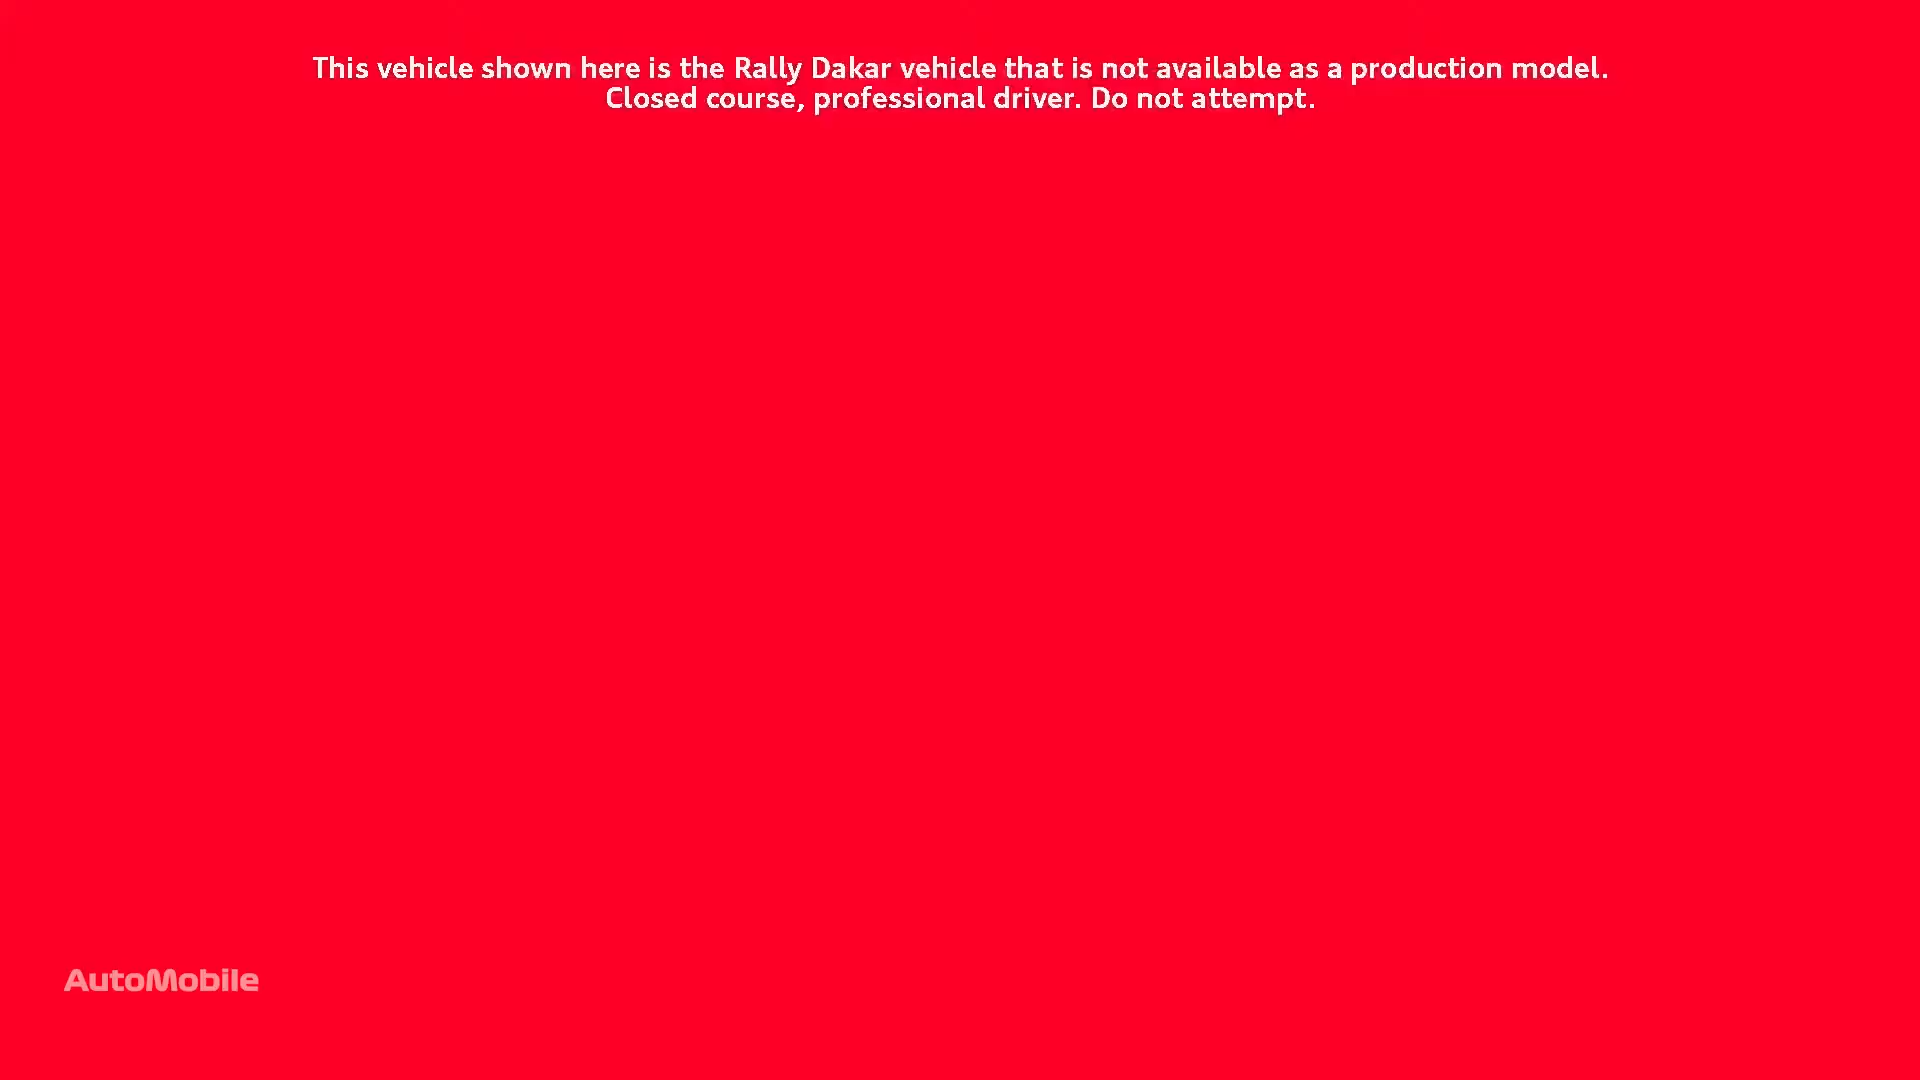 This vehicle shown here is the Rally Dakar vehicle that is not available as a production model.
Closed course, professional driver. Do not attempt.
AutoMobile